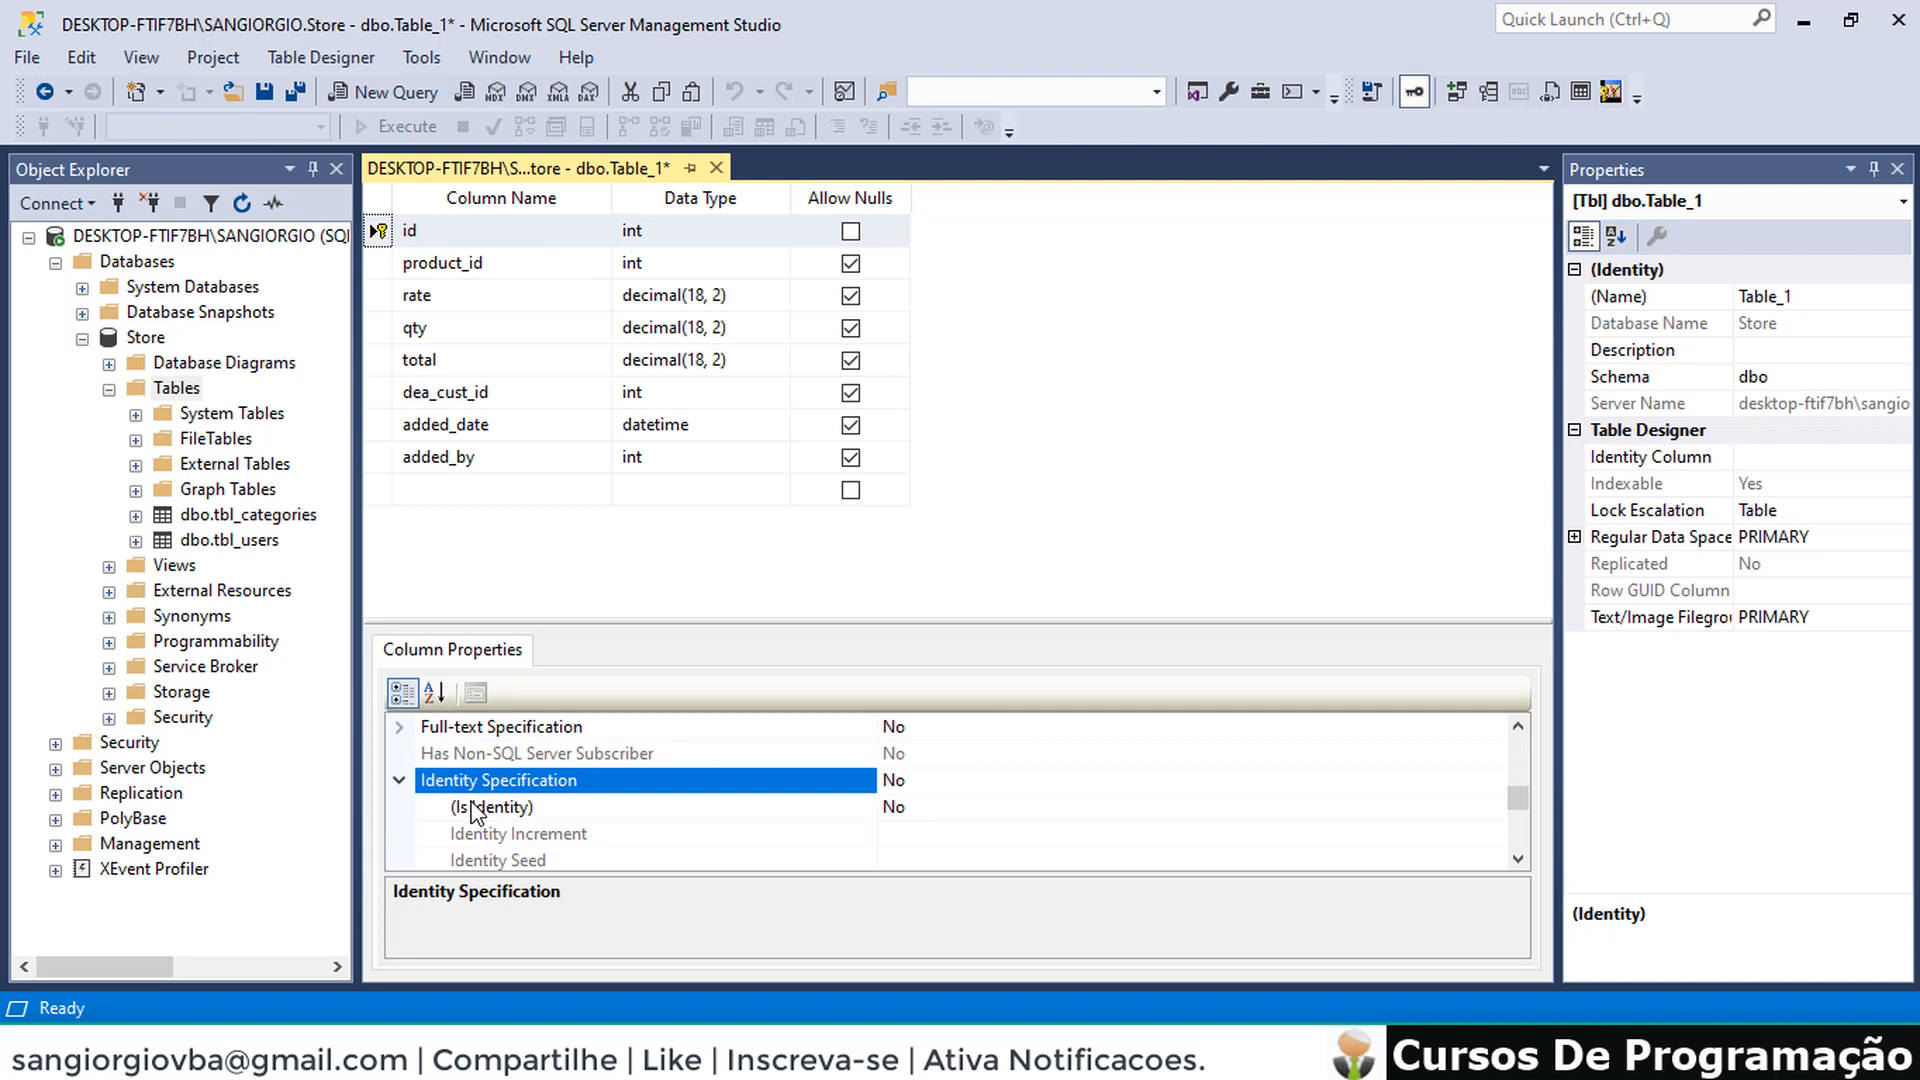 DESKTOP-FTIF7BH\SANGIORGIO.Store - dbo.Table_1* - Microsoft SQL Server Management Studio
Quick Launch (Ctrl+Q)
File Edit View Project Table Designer Tools Window Help
New Query
MDX DMX XMLA DAX
Execute
Object Explorer
Connect
DESKTOP-FTIF7BH\SANGIORGIO (SQL
Databases
System Databases
Database Snapshots
Store
Database Diagrams
Tables
System Tables
FileTables
External Tables
Graph Tables
dbo.tbl_categories
dbo.tbl_users
Views
External Resources
Synonyms
Programmability
Service Broker
Storage
Security
Security
Server Objects
Replication
PolyBase
Management
XEvent Profiler
DESKTOP-FTIF7BH\S...tore - dbo.Table_1*
Column Name Data Type Allow Nulls
id int
product_id int
rate decimal(18, 2)
qty decimal(18, 2)
total decimal(18, 2)
dea_cust_id int
added_date datetime
added_by int
Column Properties
Full-text Specification No
Has Non-SQL Server Subscriber No
Identity Specification No
(Is Identity) No
Identity Increment
Identity Seed
Identity Specification
Properties
[Tbl] dbo.Table_1
(Identity)
(Name) Table_1
Database Name Store
Description
Schema dbo
Server Name desktop-ftif7bh\sangio
Table Designer
Identity Column
Indexable Yes
Lock Escalation Table
Regular Data Space PRIMARY
Replicated No
Row GUID Column
Text/Image Filegrou PRIMARY
(Identity)
Ready
sangiorgiovba@gmail.com | Compartilhe | Like | Inscreva-se | Ativa Notificacoes.
Cursos De Programação